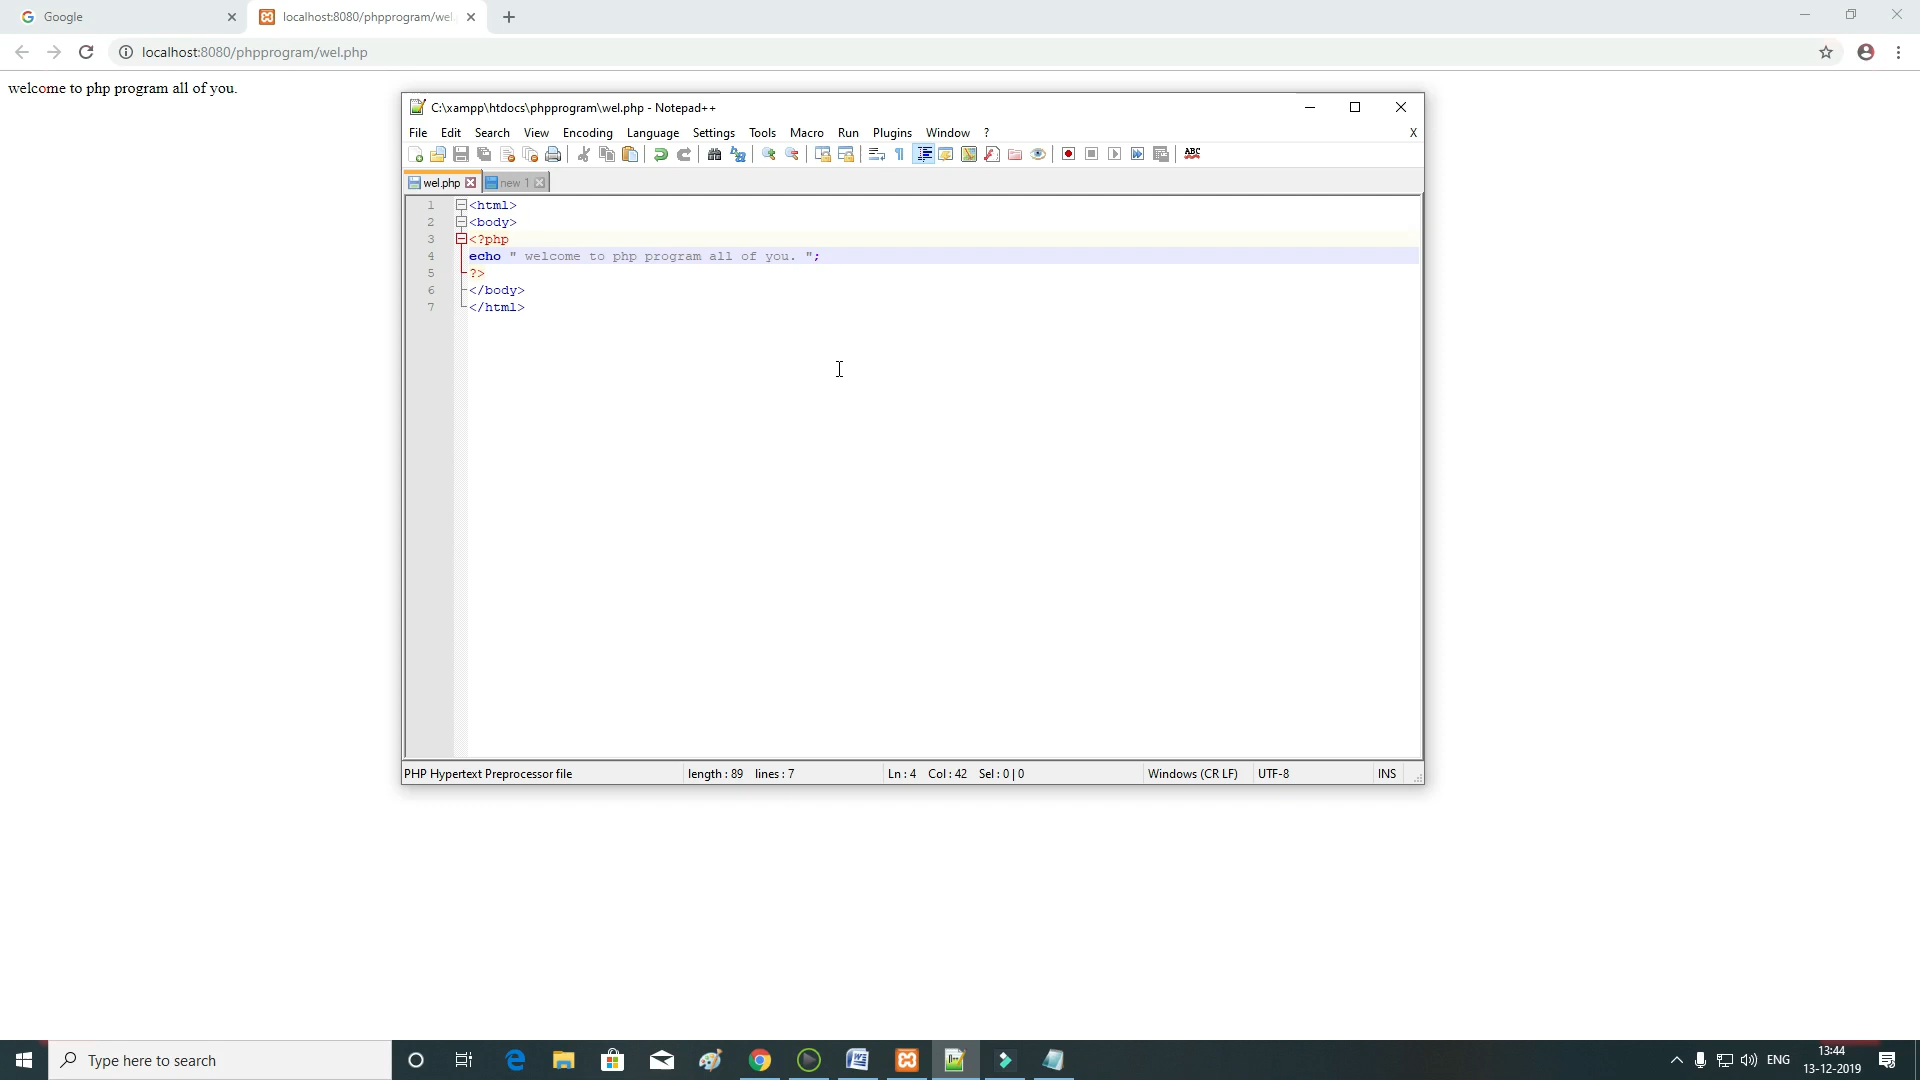 Google
localhost:8080/phpprogram/wel
localhost:8080/phpprogram/wel.php
welcome to php program all of you.
C:\xampp\htdocs\phpprogram\wel.php - Notepad++
File Edit Search View Encoding Language Settings Tools Macro Run Plugins Window ? X
ABC
wel.php new 1
1 <html>
2 <body>
3 <?php
4 echo " welcome to php program all of you. ";
5 ?>
6 </body>
7 </html>
PHP Hypertext Preprocessor file length : 89 lines : 7 Ln : 4 Col : 42 Sel : 0 | 0 Windows (CR LF) UTF-8 INS
Type here to search
ENG
13:44
13-12-2019